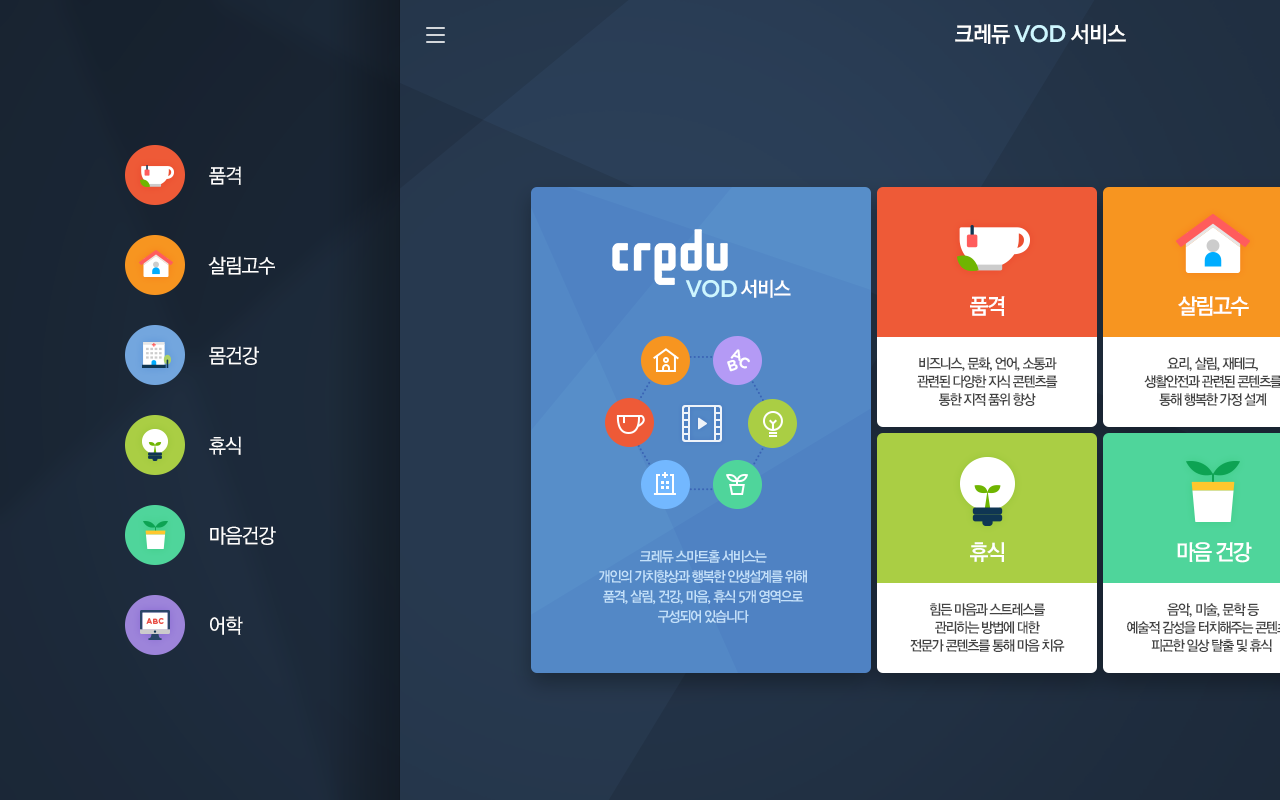 크레듀 VOD 서비스
품격
살림고수
몸건강
휴식
마음건강
ABC
어학
credu
VOD 서비스
A
B C
크레듀 스마트홈 서비스는
개인의 가치향상과 행복한 인생설계를 위해
품격, 살림, 건강, 마음, 휴식 5개 영역으로
구성되어 있습니다
품격
비즈니스, 문화, 언어, 소통과
관련된 다양한 지식 콘텐츠를
통한 지적 품위 향상
살림고수
요리, 살림, 재테크,
생활안전과 관련된 콘텐츠를
통해 행복한 가정 설계
휴식
힘든 마음과 스트레스를
관리하는 방법에 대한
전문가 콘텐츠를 통해 마음 치유
마음 건강
음악, 미술, 문학 등
예술적 감성을 터치해주는
피곤한 일상 탈출 및 휴식